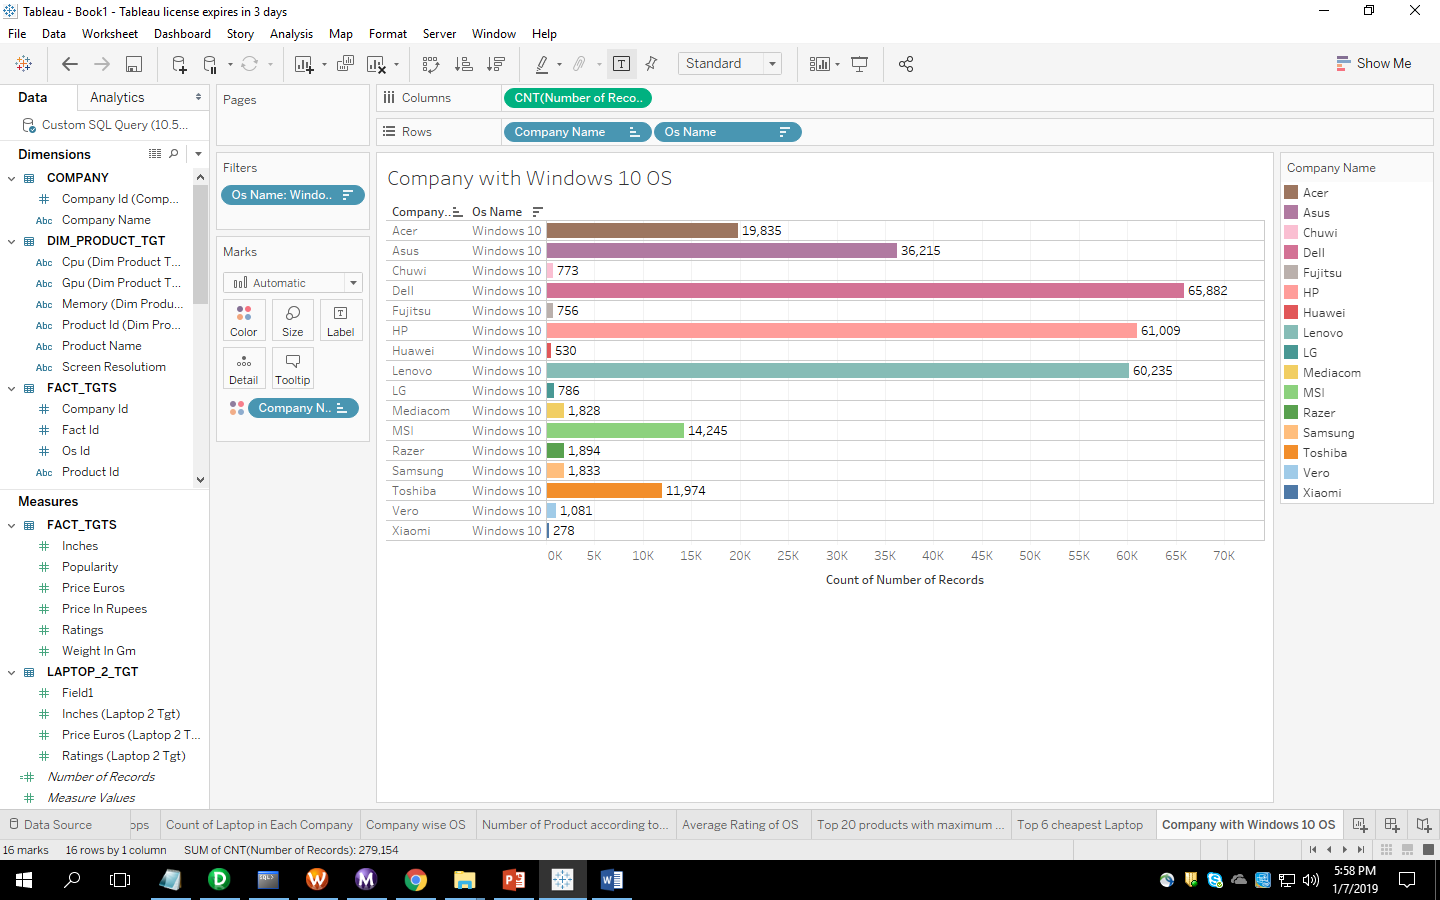 Tableau - Book1 - Tableau license expires in 3 days
File Data Worksheet Dashboard Story Analysis Map Format Server Window Help
Standard
Show Me
Data Analytics
Custom SQL Query (10.5...
Dimensions
COMPANY
Company Id (Comp...
Abc Company Name
DIM_PRODUCT_TGT
Abc Cpu (Dim Product T...
Abc Gpu (Dim Product T...
Abc Memory (Dim Produ...
Abc Product Id (Dim Pro...
Abc Product Name
Abc Screen Resolutiom
FACT_TGTS
Company Id
Fact Id
Os Id
Abc Product Id
Measures
FACT_TGTS
Inches
Popularity
Price Euros
Price In Rupees
Ratings
Weight In Gm
LAPTOP_2_TGT
Field1
Inches (Laptop 2 Tgt)
Price Euros (Laptop 2 T...
Ratings (Laptop 2 Tgt)
Number of Records
Measure Values
Pages
Filters
Os Name: Windo..
Marks
Automatic
Color Size Label
Detail Tooltip
Company N..
Columns CNT(Number of Reco..
Rows Company Name Os Name
Company with Windows 10 OS
Company.. Os Name
Acer Windows 10 19,835
Asus Windows 10 36,215
Chuwi Windows 10 773
Dell Windows 10 65,882
Fujitsu Windows 10 756
HP Windows 10 61,009
Huawei Windows 10 530
Lenovo Windows 10 60,235
LG Windows 10 786
Mediacom Windows 10 1,828
MSI Windows 10 14,245
Razer Windows 10 1,894
Samsung Windows 10 1,833
Toshiba Windows 10 11,974
Vero Windows 10 1,081
Xiaomi Windows 10 278
0K 5K 10K 15K 20K 25K 30K 35K 40K 45K 50K 55K 60K 65K 70K
Count of Number of Records
Company Name
Acer
Asus
Chuwi
Dell
Fujitsu
HP
Huawei
Lenovo
LG
Mediacom
MSI
Razer
Samsung
Toshiba
Vero
Xiaomi
Data Source ops Count of Laptop in Each Company Company wise OS Number of Product according to... Average Rating of OS Top 20 products with maximum ... Top 6 cheapest Laptop Company with Windows 10 OS
16 marks 16 rows by 1 column SUM of CNT(Number of Records): 279,154
5:58 PM
1/7/2019